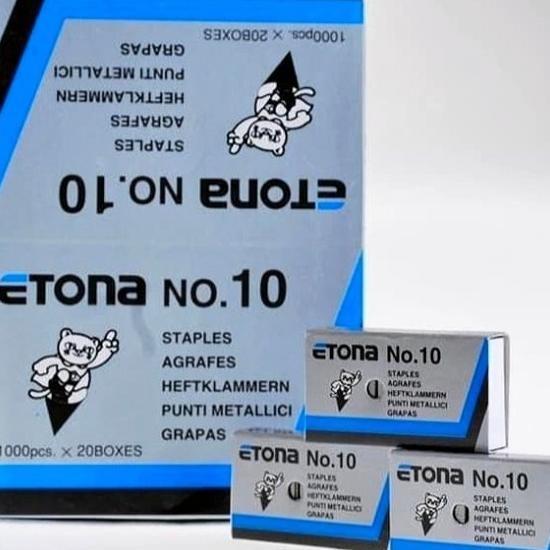 1000pcs. × 20BOXES
GRAPAS
PUNTI METALLICI
HEFTKLAMMERN
AGRAFES
STAPLES
ETONA NO.10
ETONA NO.10
STAPLES
AGRAFES
HEFTKLAMMERN
PUNTI METALLICI
GRAPAS
1000pcs. × 20BOXES
ETONA No.10
STAPLES
AGRAFES
HEFTKLAMMERN
PUNTI METALLICI
GRAPAS
ETONA No.10
STAPLES
AGRAFES
HEFTKLAMMERN
PUNTI METALLICI
GRAPAS
ETONA No.10
STAPLES
AGRAFES
HEFTKLAMMERN
PUNTI METALLICI
GRAPAS